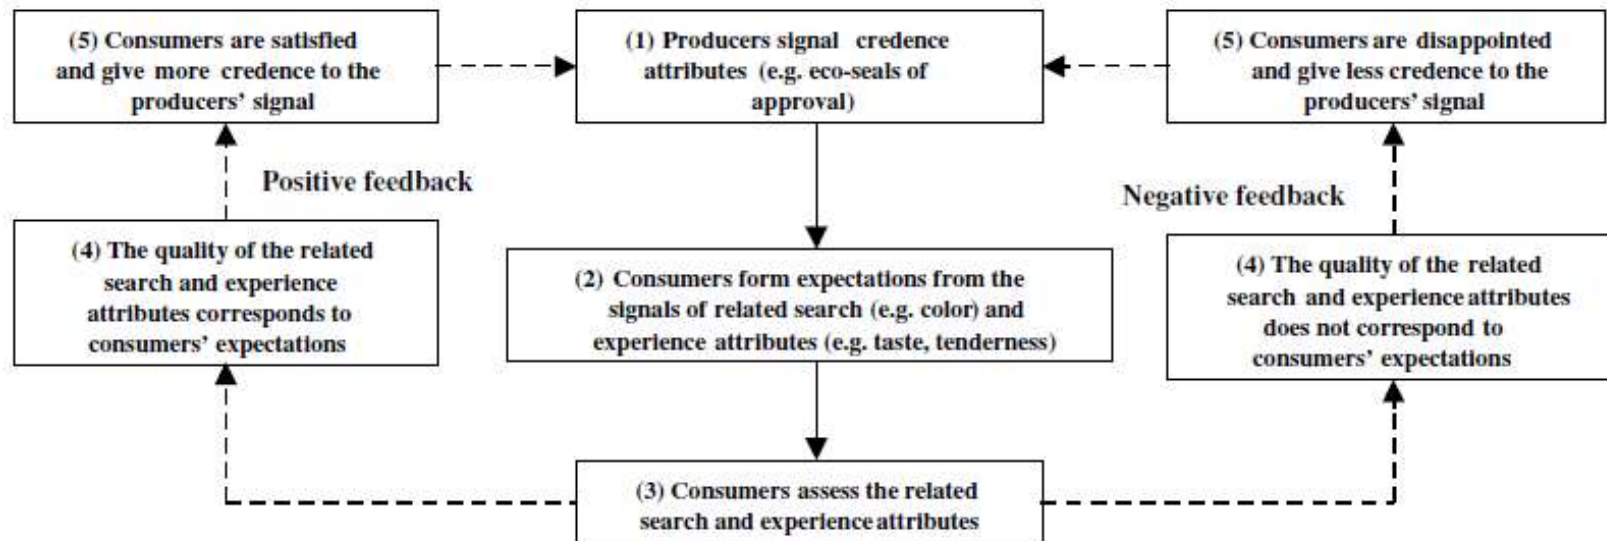 (5) Consumers are satisfied
and give more credence to the
producers’ signal
(1) Producers signal credence
attributes (e.g. eco-seals of
approval)
(5) Consumers are disappointed
and give less credence to the
producers’ signal
Positive feedback
Negative feedback
(4) The quality of the related
search and experience
attributes corresponds to
consumers’ expectations
(2) Consumers form expectations from the
signals of related search (e.g. color) and
experience attributes (e.g. taste, tenderness)
(4) The quality of the related
search and experience attributes
does not correspond to
consumers’ expectations
(3) Consumers assess the related
search and experience attributes